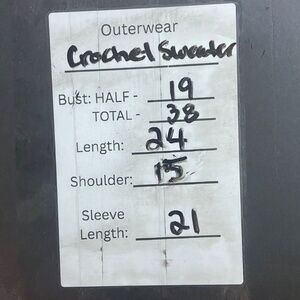 Outerwear
Crochet Sweater
Bust: HALF - 19
TOTAL - 38
Length: 24
Shoulder: 15
Sleeve
Length: 21